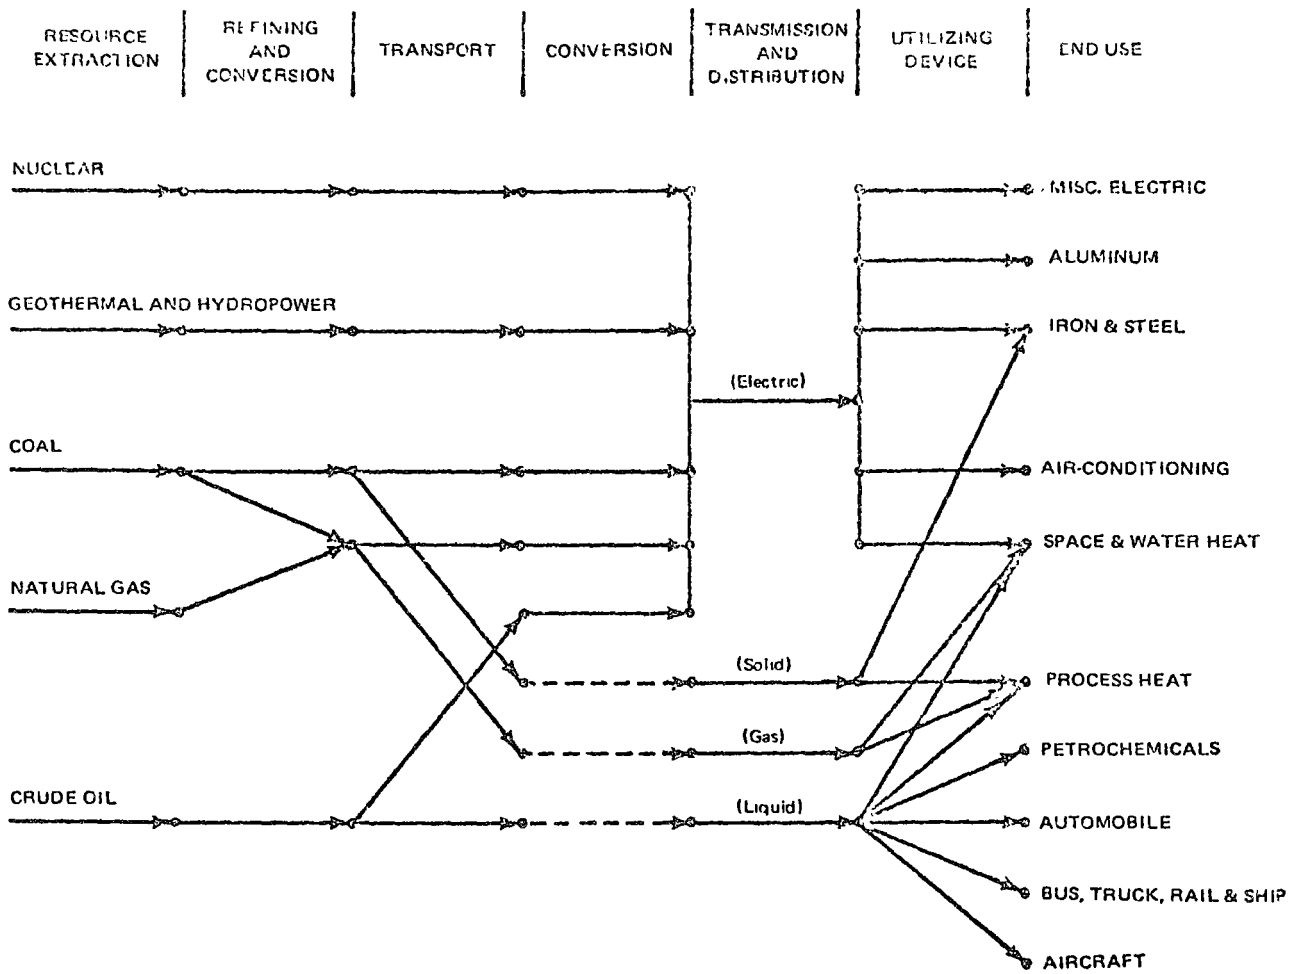 RESOURCE
EXTRACTION
REFINING
AND
CONVERSION
TRANSPORT
CONVERSION
TRANSMISSION
AND
DISTRIBUTION
UTILIZING
DEVICE
END USE
NUCLEAR
MISC. ELECTRIC
ALUMINUM
GEOTHERMAL AND HYDROPOWER
IRON & STEEL
(Electric)
COAL
AIR-CONDITIONING
SPACE & WATER HEAT
NATURAL GAS
(Solid)
PROCESS HEAT
(Gas)
PETROCHEMICALS
CRUDE OIL
(Liquid)
AUTOMOBILE
BUS, TRUCK, RAIL & SHIP
AIRCRAFT